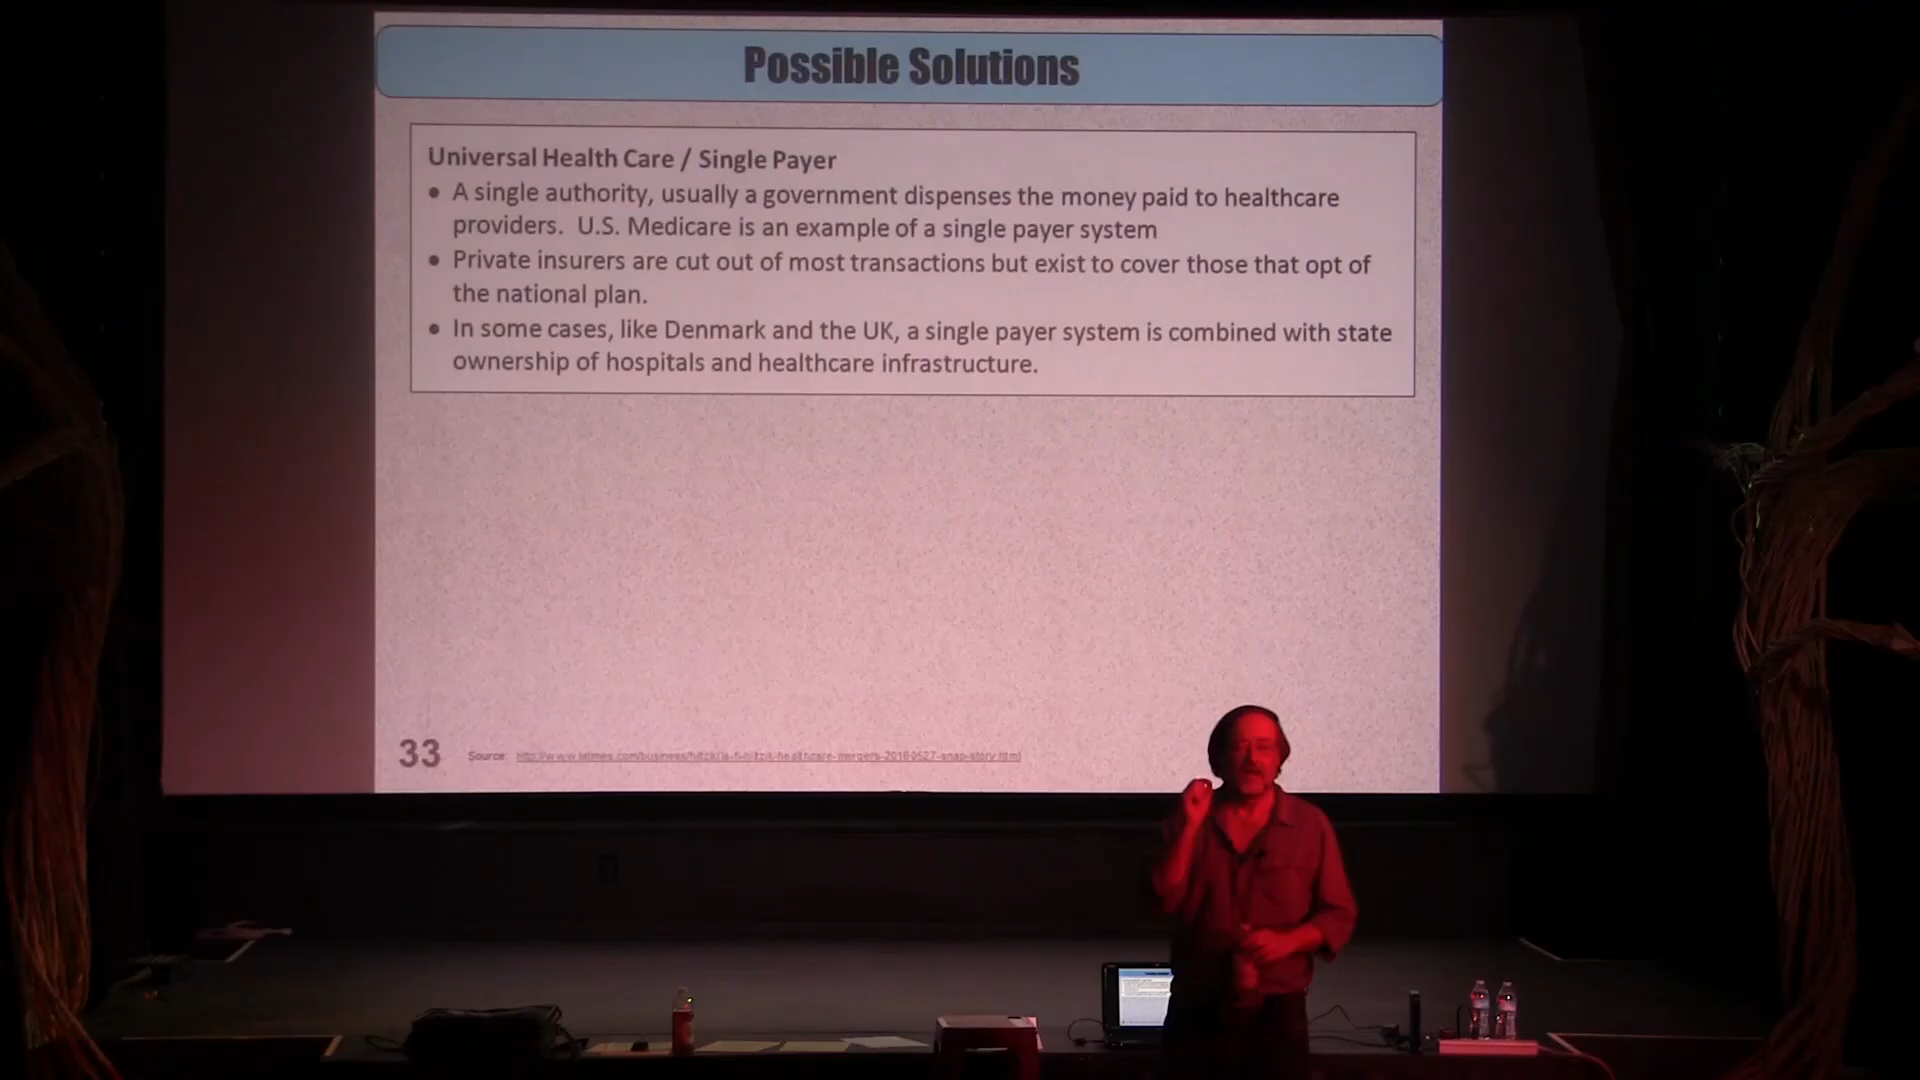 Possible Solutions
Universal Health Care / Single Payer
• A single authority, usually a government dispenses the money paid to healthcare
providers. U.S. Medicare is an example of a single payer system
• Private insurers are cut out of most transactions but exist to cover those that opt of
the national plan.
• In some cases, like Denmark and the UK, a single payer system is combined with state
ownership of hospitals and healthcare infrastructure.
33 Source: http://www.latimes.com/business/hiltzik/la-fi-hiltzik-healthcare-mergers-20160527-snap-story.html